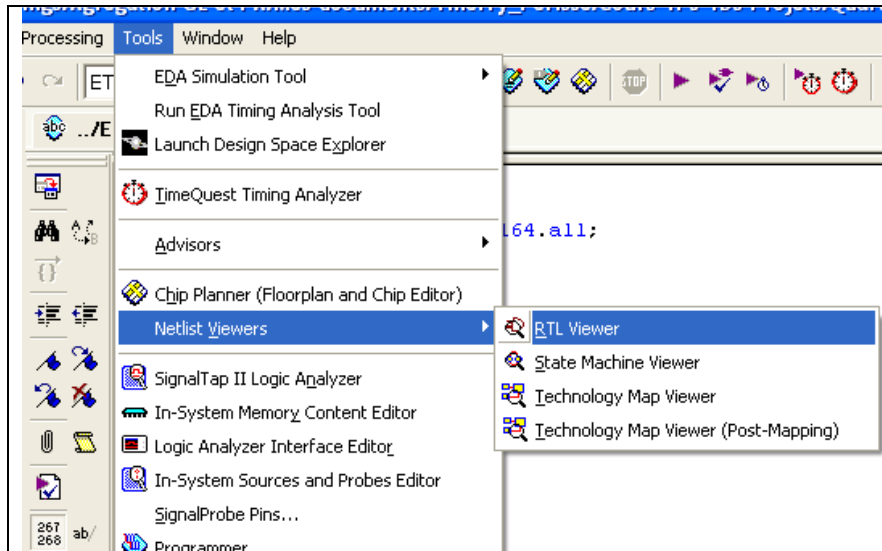 Processing Tools Window Help
ET
abc ../E
EDA Simulation Tool
STOP
Run EDA Timing Analysis Tool
Launch Design Space Explorer
TimeQuest Timing Analyzer
164.all;
Advisors
Chip Planner (Floorplan and Chip Editor)
Netlist Viewers
RTL Viewer
State Machine Viewer
Technology Map Viewer
Technology Map Viewer (Post-Mapping)
SignalTap II Logic Analyzer
In-System Memory Content Editor
Logic Analyzer Interface Editor
In-System Sources and Probes Editor
SignalProbe Pins...
Programmer
267
268 ab/